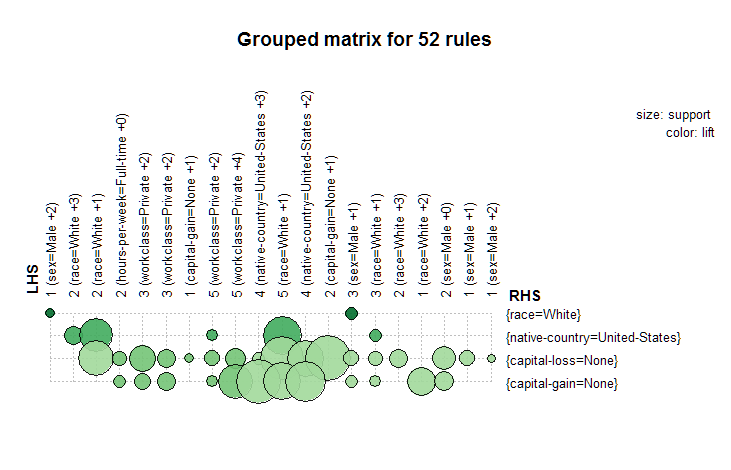 Grouped matrix for 52 rules
size: support
color: lift
LHS
1 (sex=Male +2)
2 (race=White +3)
2 (race=White +1)
2 (hours-per-week=Full-time +0)
3 (workclass=Private +2)
3 (workclass=Private +2)
1 (capital-gain=None +1)
5 (workclass=Private +2)
5 (workclass=Private +4)
4 (native-country=United-States +3)
5 (race=White +1)
4 (native-country=United-States +2)
2 (capital-gain=None +1)
3 (sex=Male +1)
3 (race=White +1)
2 (race=White +3)
1 (race=White +2)
2 (sex=Male +0)
1 (sex=Male +1)
1 (sex=Male +2)
RHS
{race=White}
{native-country=United-States}
{capital-loss=None}
{capital-gain=None}